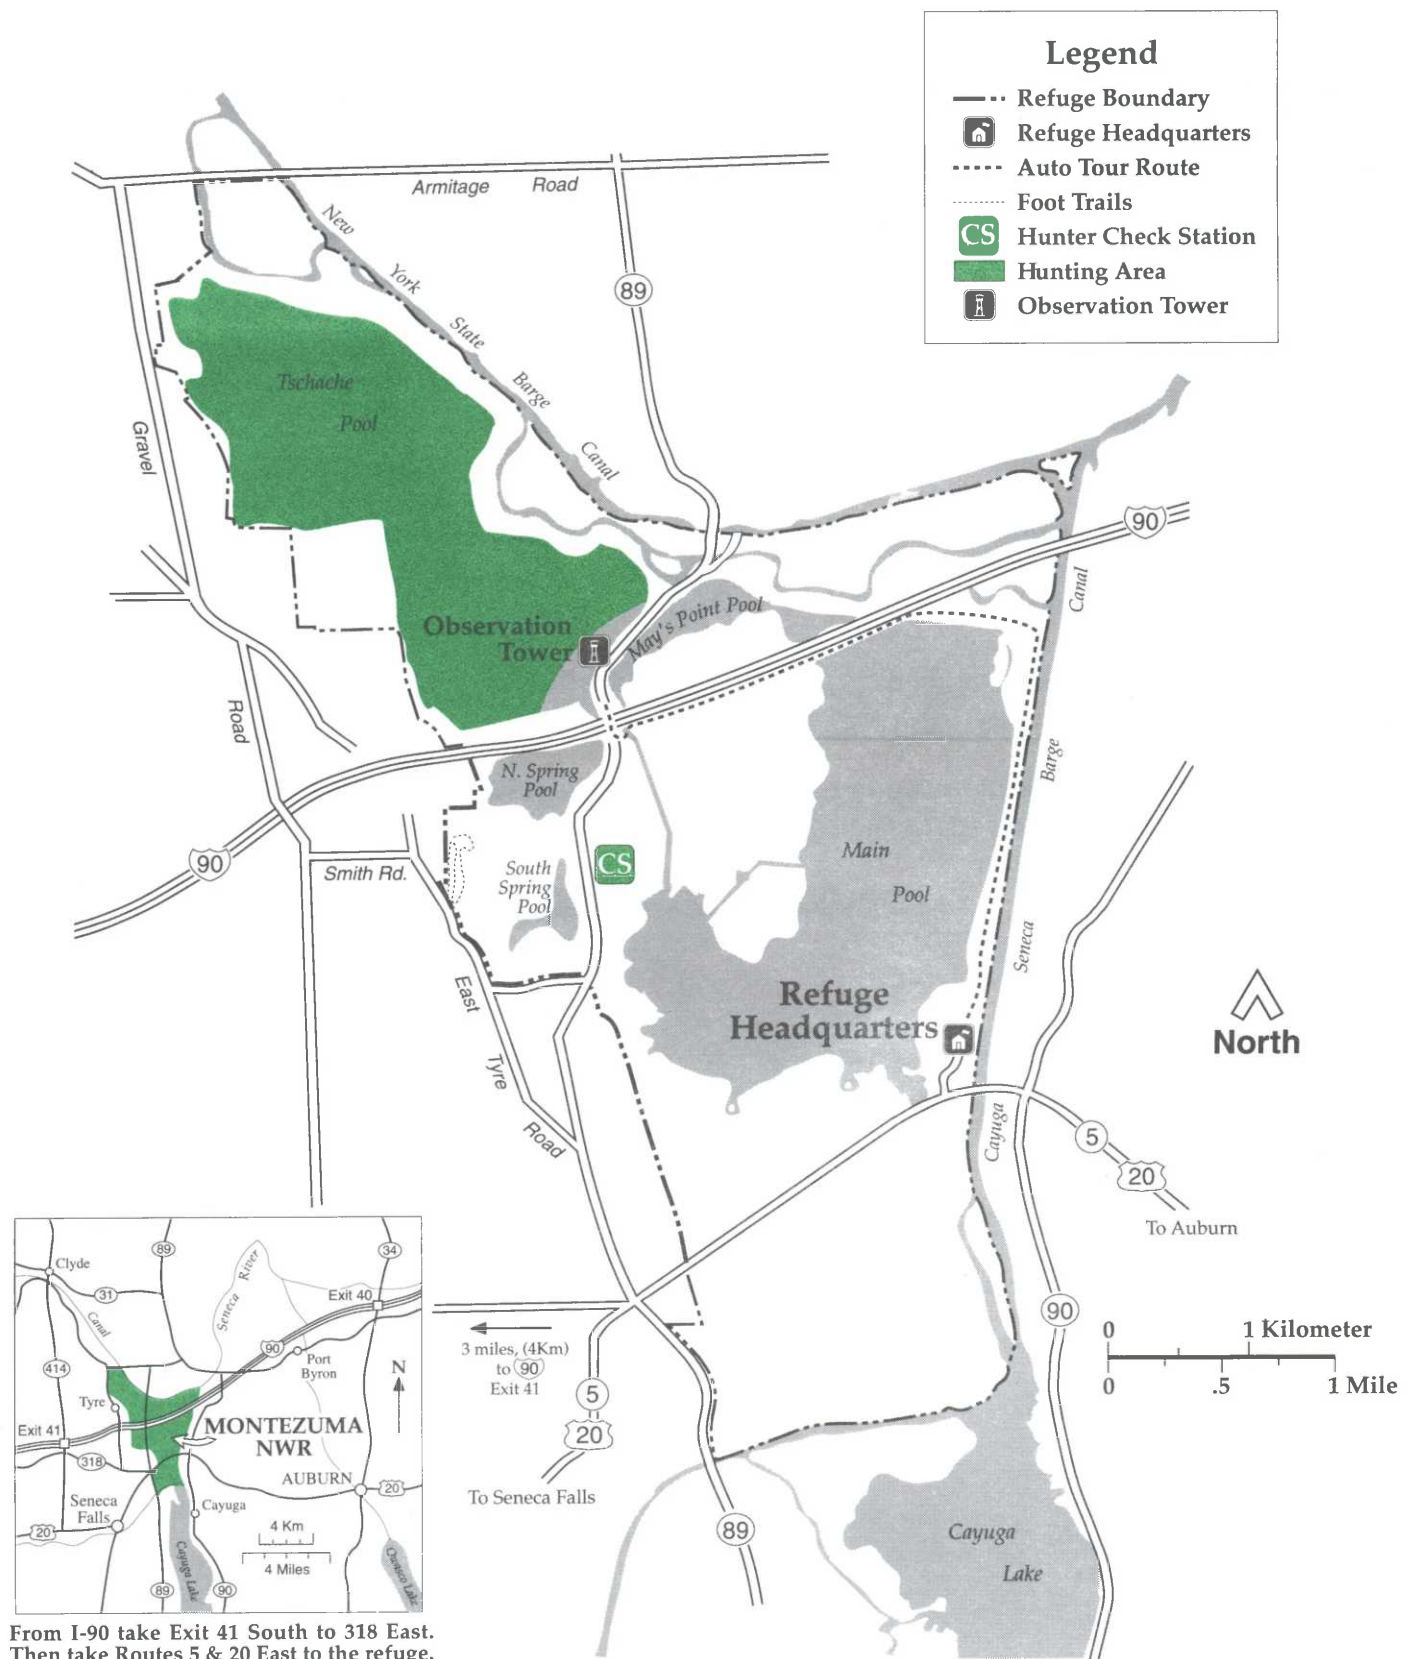 Legend
Refuge Boundary
Refuge Headquarters
Auto Tour Route
Foot Trails
CS Hunter Check Station
Hunting Area
Observation Tower
Armitage Road
New
York
State
Barge
Canal
89
Tschache
Pool
Gravel
Road
90
Canal
Barge
Seneca
Cayuga
May's Point Pool
Observation
Tower
N. Spring
Pool
90
Smith Rd.
South
Spring
Pool
CS
Main
Pool
East
Tyre
Road
Refuge
Headquarters
North
5
20
To Auburn
90
0 1 Kilometer
0 .5 1 Mile
3 miles, (4Km)
to 90
Exit 41
5
20
To Seneca Falls
89
Cayuga
Lake
Clyde
89
34
31
Canal
Seneca River
Exit 40
90
414
Port
Byron
N
Tyre
Exit 41
MONTEZUMA
NWR
318
AUBURN
20
Seneca
Falls
Cayuga
20
4 Km
4 Miles
Cayuga Lake
Owasco Lake
89
90
From I-90 take Exit 41 South to 318 East.
Then take Routes 5 & 20 East to the refuge.